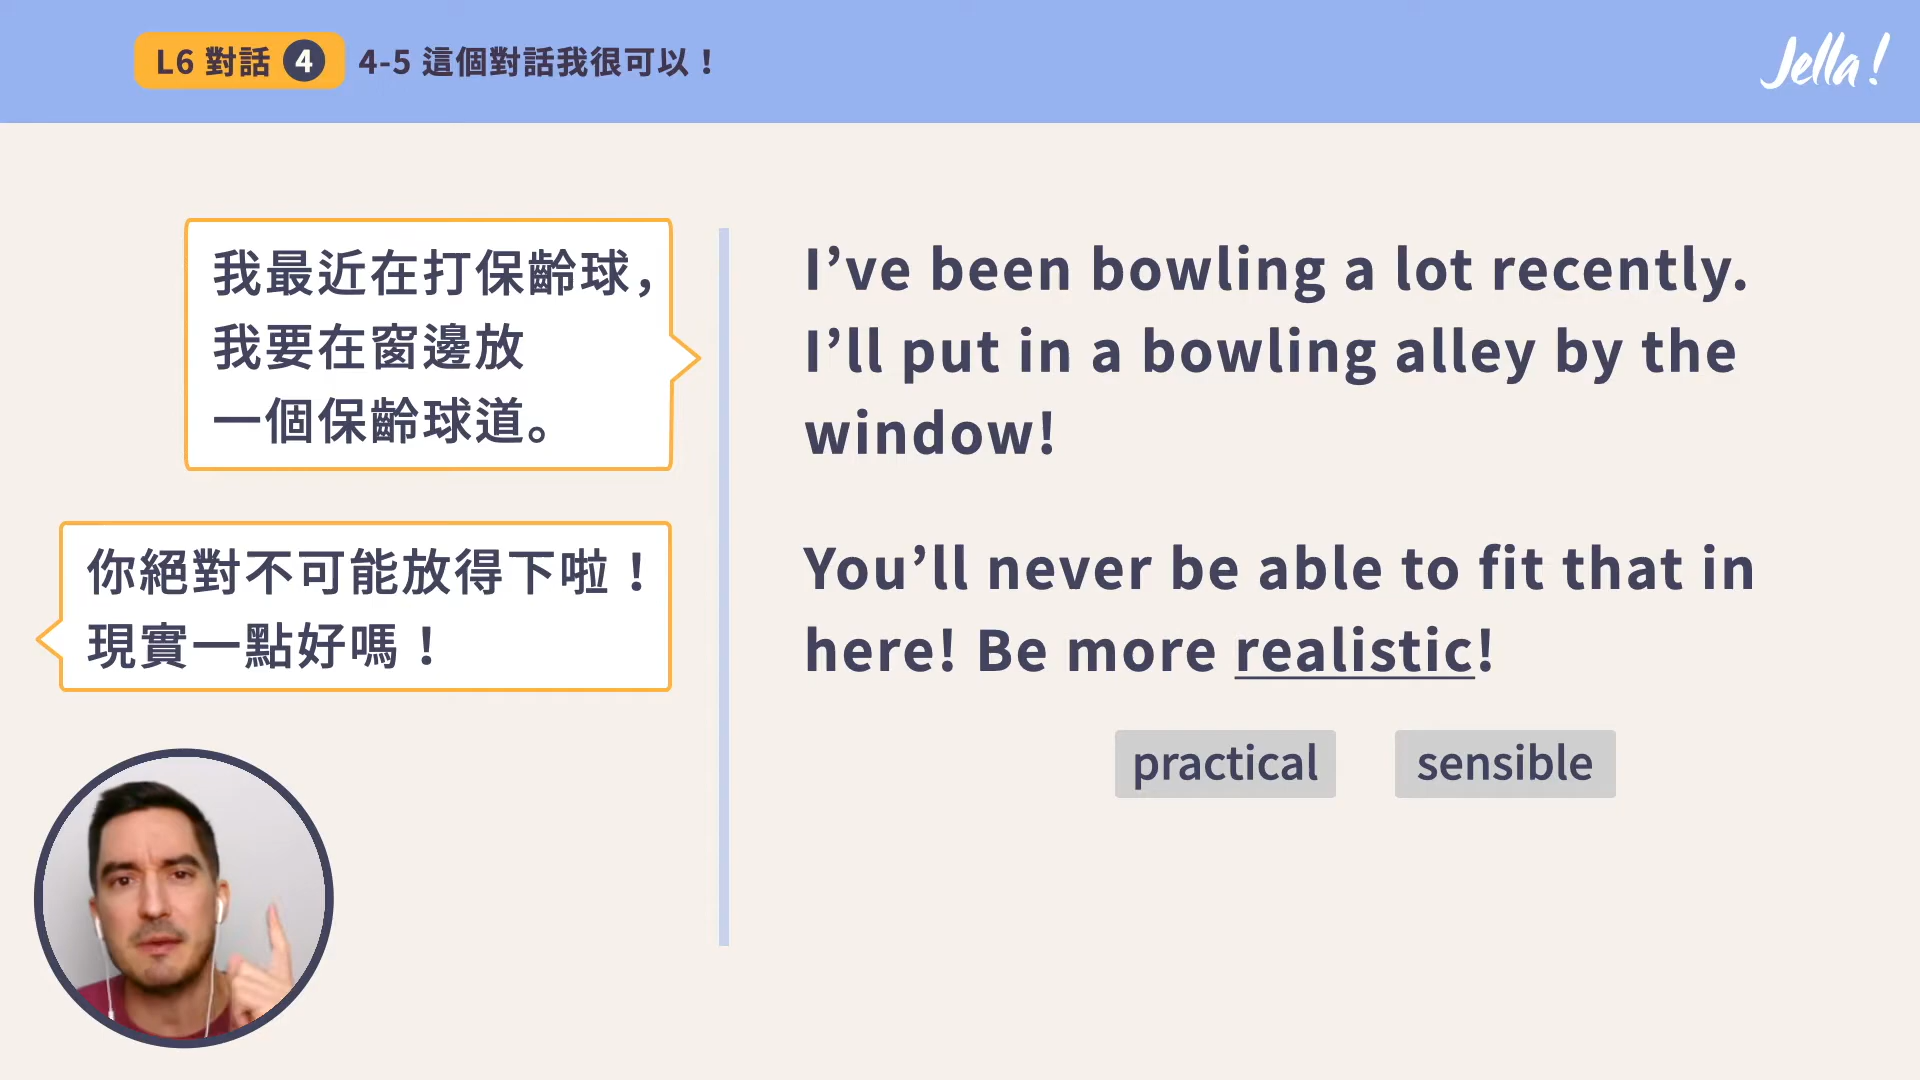 L6 對話 4 4-5 這個對話我很可以！
Jella!
我最近在打保齡球，
我要在窗邊放
一個保齡球道。
你絕對不可能放得下啦！
現實一點好嗎！
I’ve been bowling a lot recently.
I’ll put in a bowling alley by the
window!
You’ll never be able to fit that in
here! Be more realistic!
practical sensible